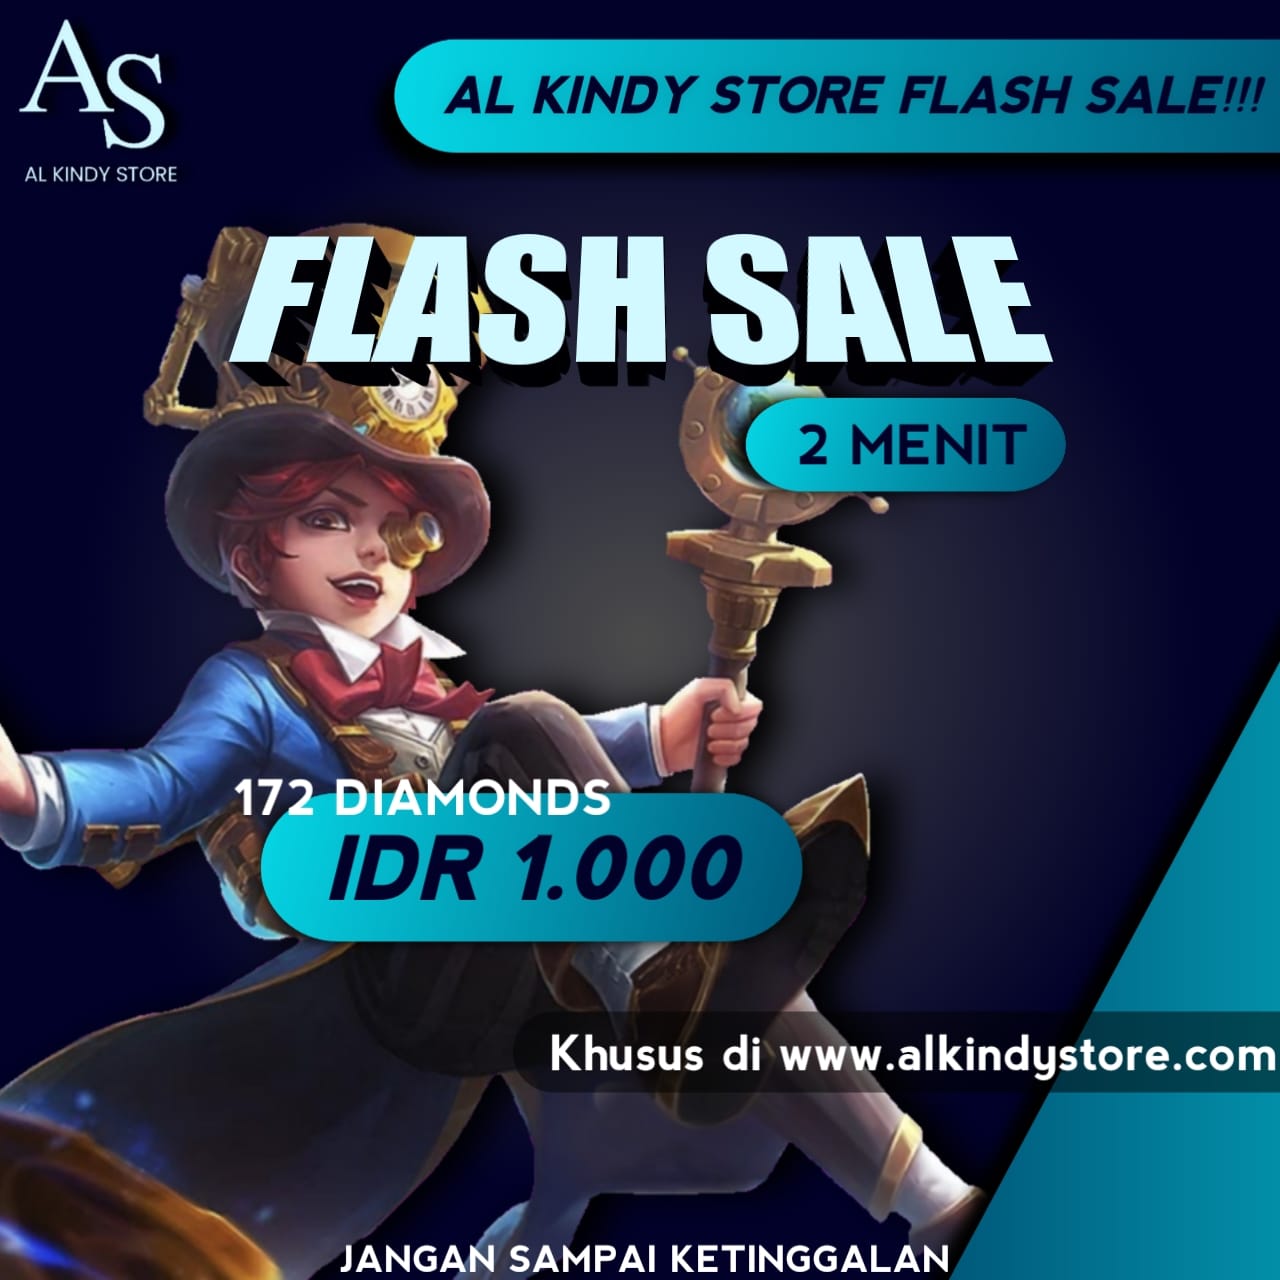 AS
AL KINDY STORE
AL KINDY STORE FLASH SALE!!!
FLASH SALE
2 MENIT
172 DIAMONDS
IDR 1.000
Khusus di www.alkindystore.com
JANGAN SAMPAI KETINGGALAN